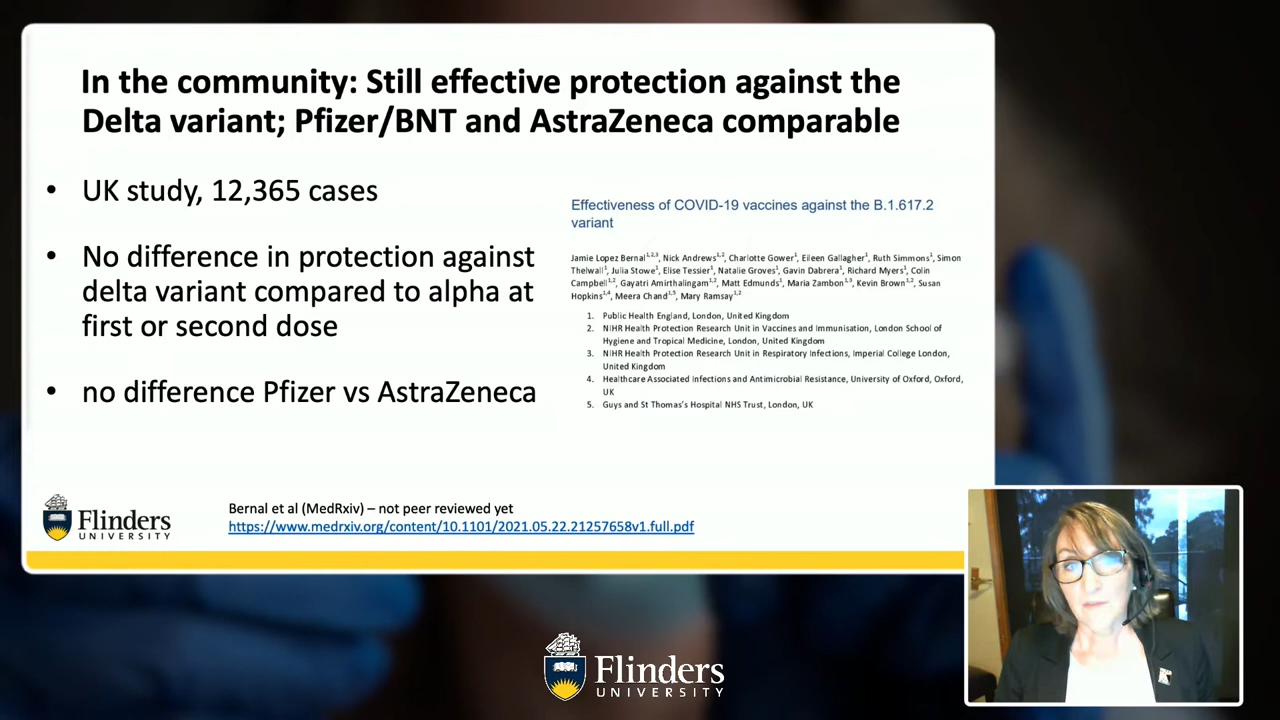 In the community: Still effective protection against the
Delta variant; Pfizer/BNT and AstraZeneca comparable
• UK study, 12,365 cases
• No difference in protection against
delta variant compared to alpha at
first or second dose
• no difference Pfizer vs AstraZeneca
Effectiveness of COVID-19 vaccines against the B.1.617.2
variant
Jamie Lopez Bernal1,2,3, Nick Andrews1,2, Charlotte Gower1, Eileen Gallagher1, Ruth Simmons1, Simon
Thelwall1, Julia Stowe1, Elise Tessier1, Natalie Groves1, Gavin Dabrera1, Richard Myers1, Colin
Campbell1,2, Gayatri Amirthalingam1,2, Matt Edmunds1, Maria Zambon1,3, Kevin Brown1,2, Susan
Hopkins1,4, Meera Chand1,5, Mary Ramsay1,2
1. Public Health England, London, United Kingdom
2. NIHR Health Protection Research Unit in Vaccines and Immunisation, London School of
Hygiene and Tropical Medicine, London, United Kingdom
3. NIHR Health Protection Research Unit in Respiratory Infections, Imperial College London,
United Kingdom
4. Healthcare Associated Infections and Antimicrobial Resistance, University of Oxford, Oxford,
UK
5. Guys and St Thomas's Hospital NHS Trust, London, UK
Flinders
UNIVERSITY
Bernal et al (MedRxiv) – not peer reviewed yet
https://www.medrxiv.org/content/10.1101/2021.05.22.21257658v1.full.pdf
Flinders
UNIVERSITY